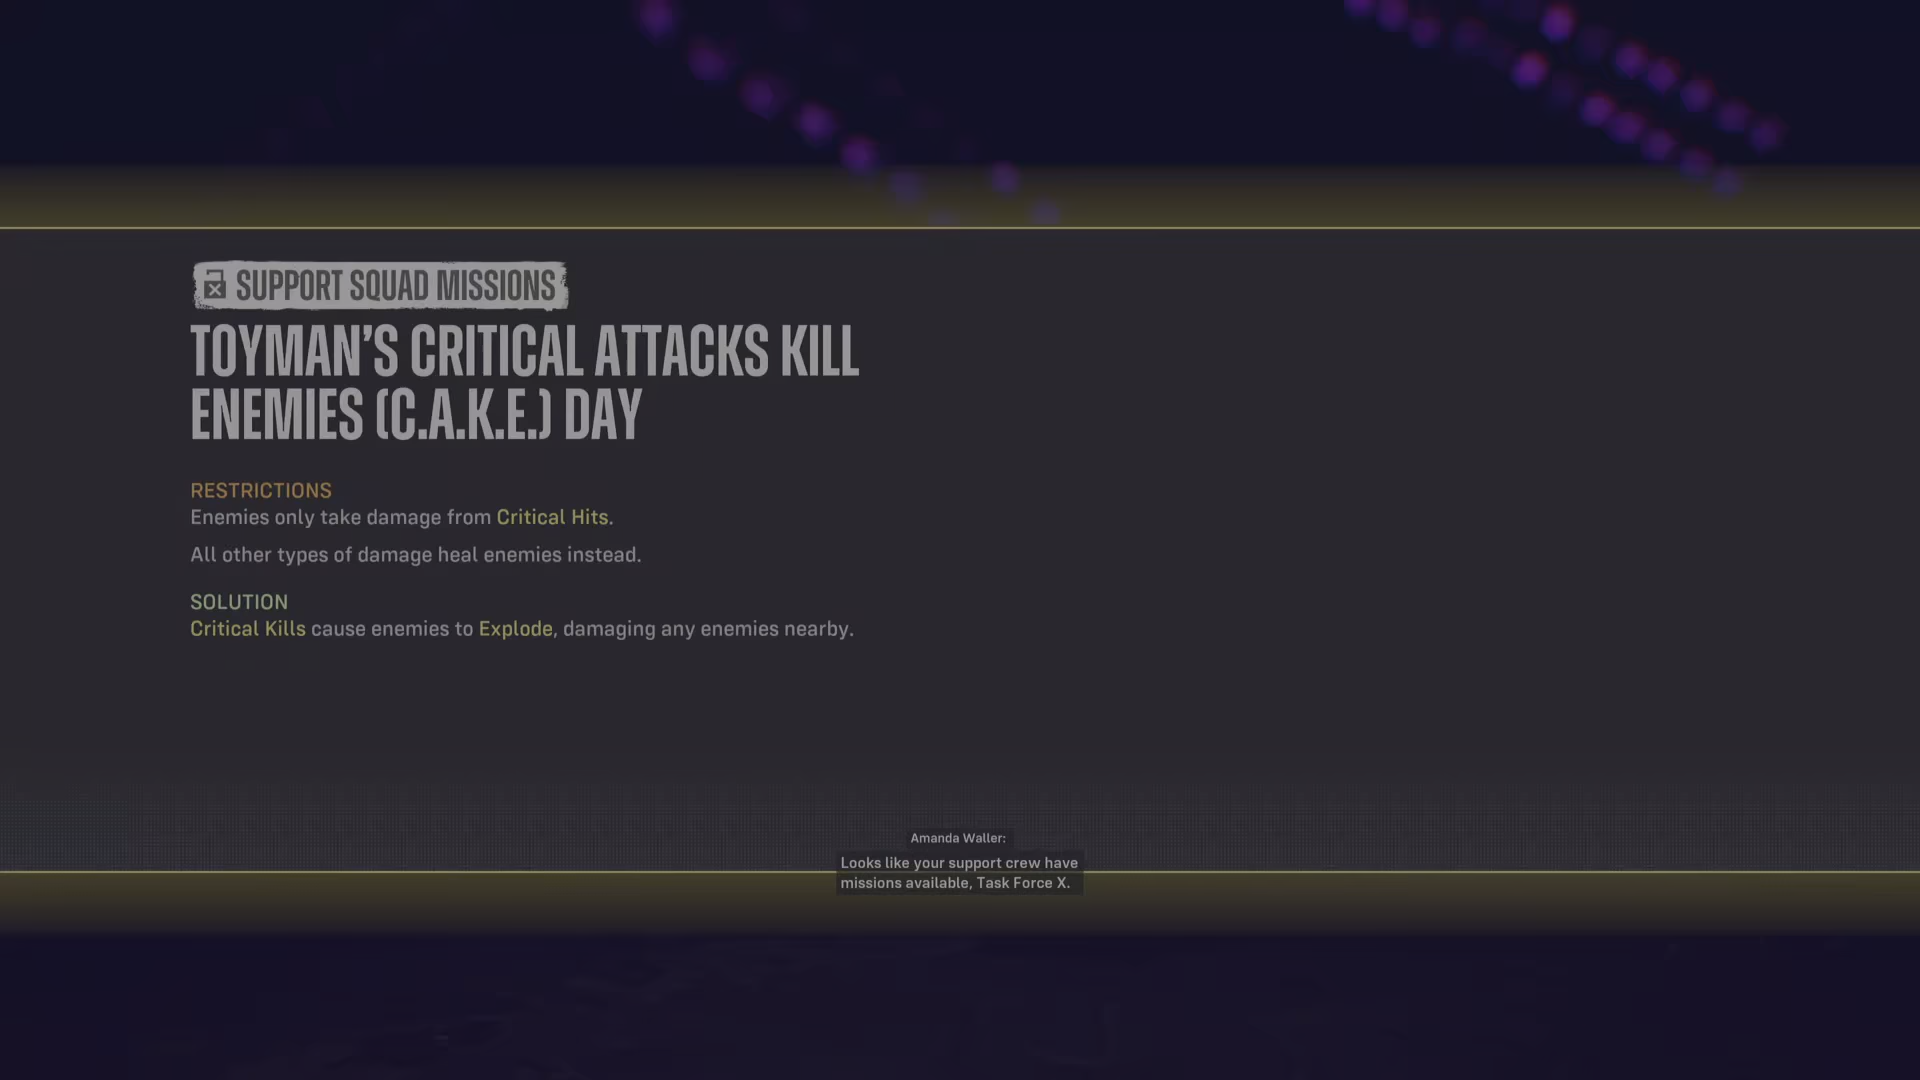 SUPPORT SQUAD MISSIONS
TOYMAN'S CRITICAL ATTACKS KILL
ENEMIES (C.A.K.E.) DAY
RESTRICTIONS
Enemies only take damage from Critical Hits.
All other types of damage heal enemies instead.
SOLUTION
Critical Kills cause enemies to Explode, damaging any enemies nearby.
Amanda Waller:
Looks like your support crew have
missions available, Task Force X.